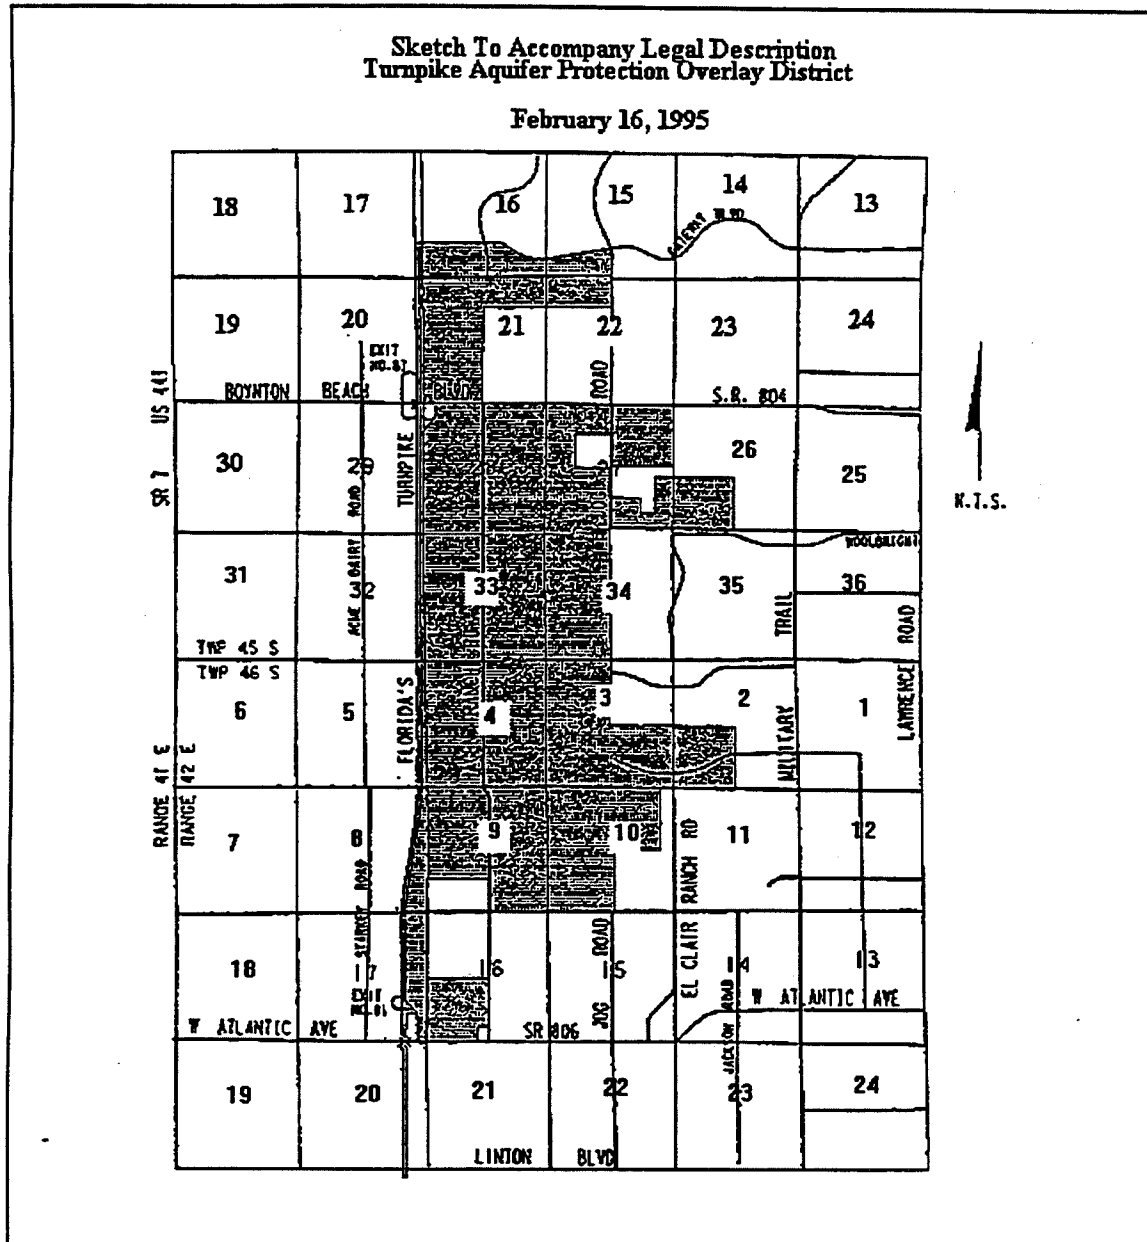 Sketch To Accompany Legal Description
Turnpike Aquifer Protection Overlay District
February 16, 1995
18 17 16 15 14 13
GATEWAY BLVD
19 20 21 22 23 24
EXIT
NO.
BOYNTON BEACH BLVD S.R. 804
US 441
SR 7
30 29 26 25
TURNPIKE
ROAD
ROAD
N.T.S.
WOOLBRIGHT
31 32 33 34 35 36
ACME DAIRY ROAD
TRAIL
ROAD
TWP 45 S
TWP 46 S
6 5 4 3 2 1
FLORIDA'S
MILITARY
LAWRENCE
RANGE 41 E
RANGE 42 E
7 8 9 10 11 12
STARKEY ROAD
JOG ROAD
EL CLAIR RANCH RD
18 17 16 15 14 13
EXIT
NO. 81
JACKSON ROAD
W ATLANTIC AVE SR 806
W ATLANTIC AVE
19 20 21 22 23 24
LINTON BLVD